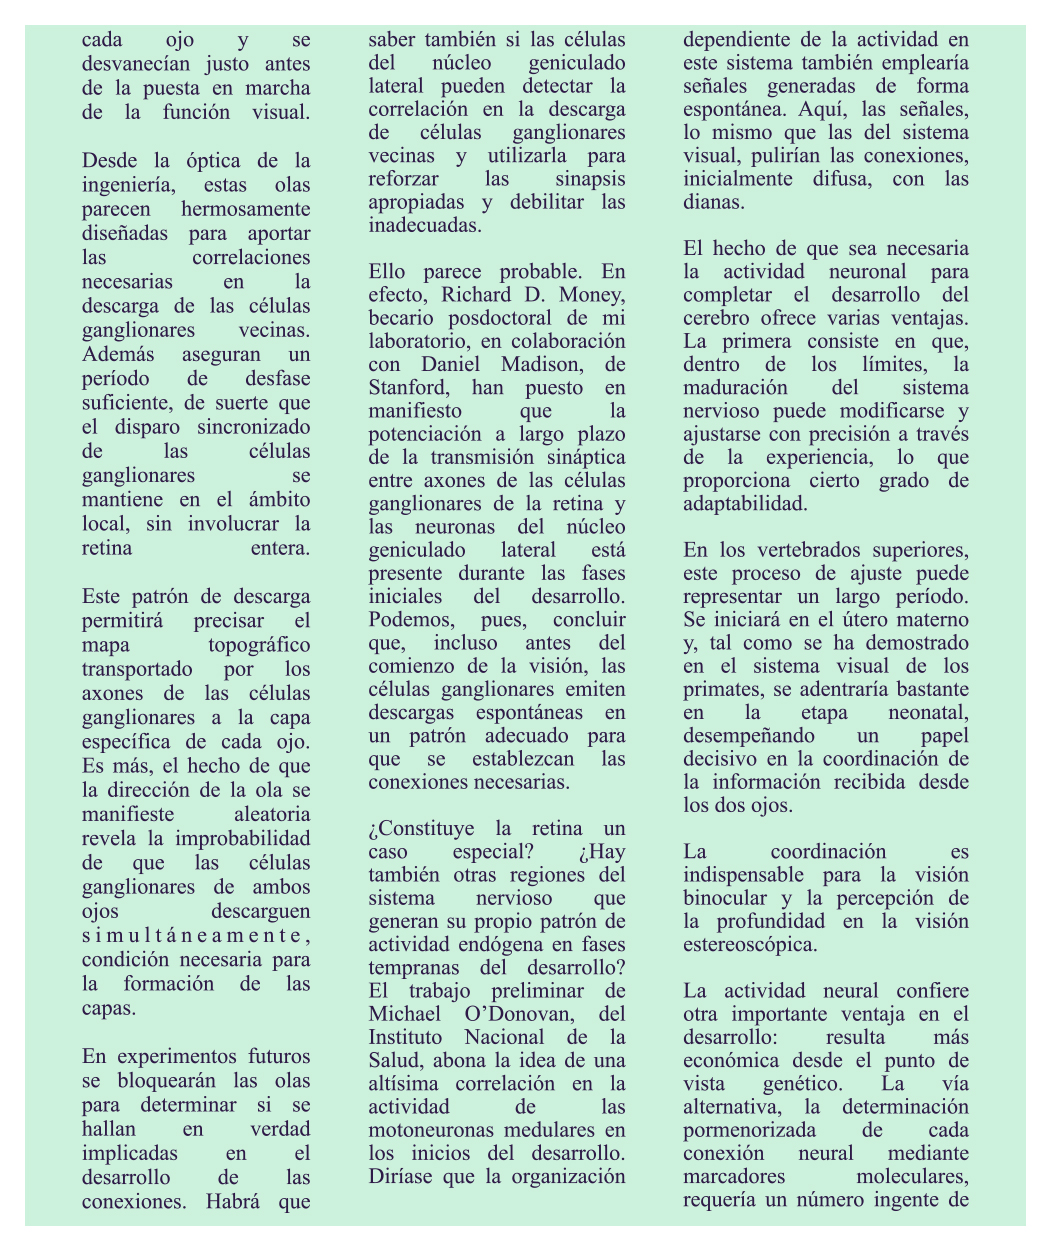 cada ojo y se
desvanecían justo antes
de la puesta en marcha
de la función visual.
Desde la óptica de la
ingeniería, estas olas
parecen hermosamente
diseñadas para aportar
las correlaciones
necesarias en la
descarga de las células
ganglionares vecinas.
Además aseguran un
período de desfase
suficiente, de suerte que
el disparo sincronizado
de las células
ganglionares se
mantiene en el ámbito
local, sin involucrar la
retina entera.
Este patrón de descarga
permitirá precisar el
mapa topográfico
transportado por los
axones de las células
ganglionares a la capa
específica de cada ojo.
Es más, el hecho de que
la dirección de la ola se
manifieste aleatoria
revela la improbabilidad
de que las células
ganglionares de ambos
ojos descarguen
simultáneamente,
condición necesaria para
la formación de las
capas.
En experimentos futuros
se bloquearán las olas
para determinar si se
hallan en verdad
implicadas en el
desarrollo de las
conexiones. Habrá que
saber también si las células
del núcleo geniculado
lateral pueden detectar la
correlación en la descarga
de células ganglionares
vecinas y utilizarla para
reforzar las sinapsis
apropiadas y debilitar las
inadecuadas.
Ello parece probable. En
efecto, Richard D. Money,
becario posdoctoral de mi
laboratorio, en colaboración
con Daniel Madison, de
Stanford, han puesto en
manifiesto que la
potenciación a largo plazo
de la transmisión sináptica
entre axones de las células
ganglionares de la retina y
las neuronas del núcleo
geniculado lateral está
presente durante las fases
iniciales del desarrollo.
Podemos, pues, concluir
que, incluso antes del
comienzo de la visión, las
células ganglionares emiten
descargas espontáneas en
un patrón adecuado para
que se establezcan las
conexiones necesarias.
¿Constituye la retina un
caso especial? ¿Hay
también otras regiones del
sistema nervioso que
generan su propio patrón de
actividad endógena en fases
tempranas del desarrollo?
El trabajo preliminar de
Michael O’Donovan, del
Instituto Nacional de la
Salud, abona la idea de una
altísima correlación en la
actividad de las
motoneuronas medulares en
los inicios del desarrollo.
Diríase que la organización
dependiente de la actividad en
este sistema también emplearía
señales generadas de forma
espontánea. Aquí, las señales,
lo mismo que las del sistema
visual, pulirían las conexiones,
inicialmente difusa, con las
dianas.
El hecho de que sea necesaria
la actividad neuronal para
completar el desarrollo del
cerebro ofrece varias ventajas.
La primera consiste en que,
dentro de los límites, la
maduración del sistema
nervioso puede modificarse y
ajustarse con precisión a través
de la experiencia, lo que
proporciona cierto grado de
adaptabilidad.
En los vertebrados superiores,
este proceso de ajuste puede
representar un largo período.
Se iniciará en el útero materno
y, tal como se ha demostrado
en el sistema visual de los
primates, se adentraría bastante
en la etapa neonatal,
desempeñando un papel
decisivo en la coordinación de
la información recibida desde
los dos ojos.
La coordinación es
indispensable para la visión
binocular y la percepción de
la profundidad en la visión
estereoscópica.
La actividad neural confiere
otra importante ventaja en el
desarrollo: resulta más
económica desde el punto de
vista genético. La vía
alternativa, la determinación
pormenorizada de cada
conexión neural mediante
marcadores moleculares,
requería un número ingente de